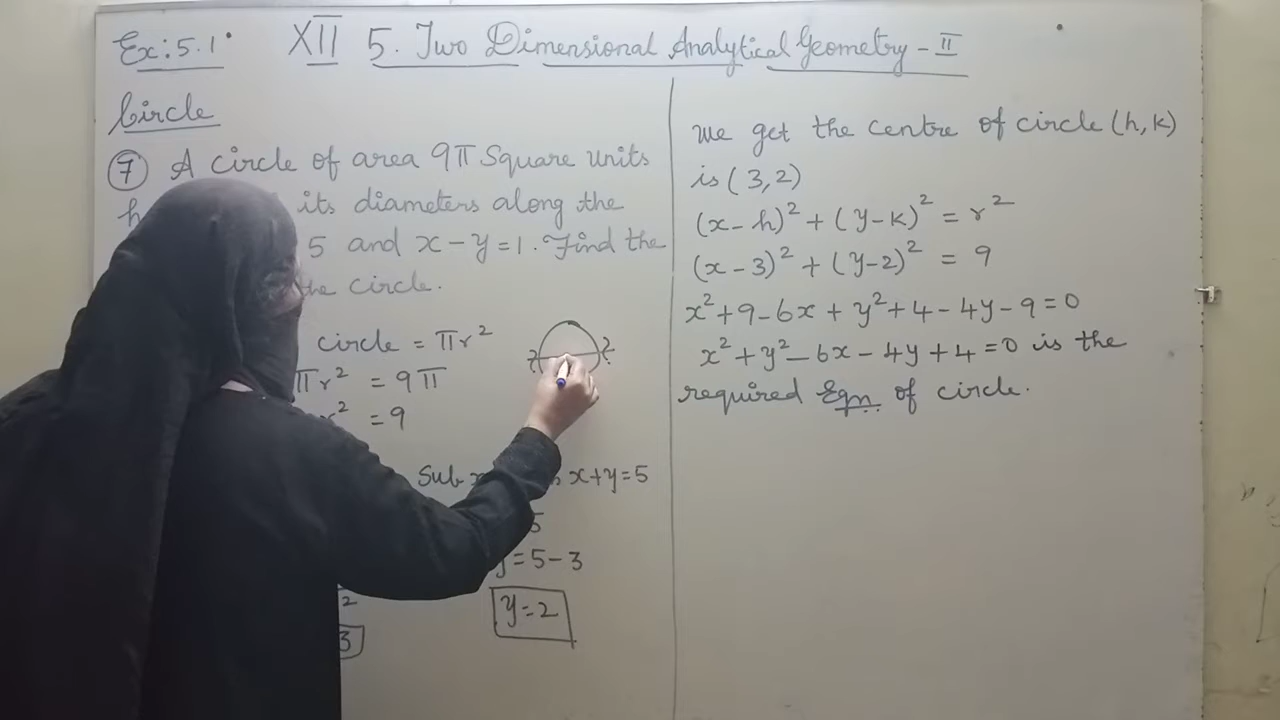 Ex: 5.1
XII 5. Two Dimensional Analytical Geometry - II
Circle
7 A circle of area 9π Square units
its diameters along the
5 and x - y = 1. Find the
the circle.
circle = πr²
πr² = 9π
r² = 9
? ?
Sub x+y=5
5
y = 5 - 3
y = 2
2
3
We get the centre of circle (h, k)
is (3, 2)
(x - h)² + (y - k)² = r²
(x - 3)² + (y - 2)² = 9
x² + 9 - 6x + y² + 4 - 4y - 9 = 0
x² + y² - 6x - 4y + 4 = 0 is the
required Eqn. of circle.